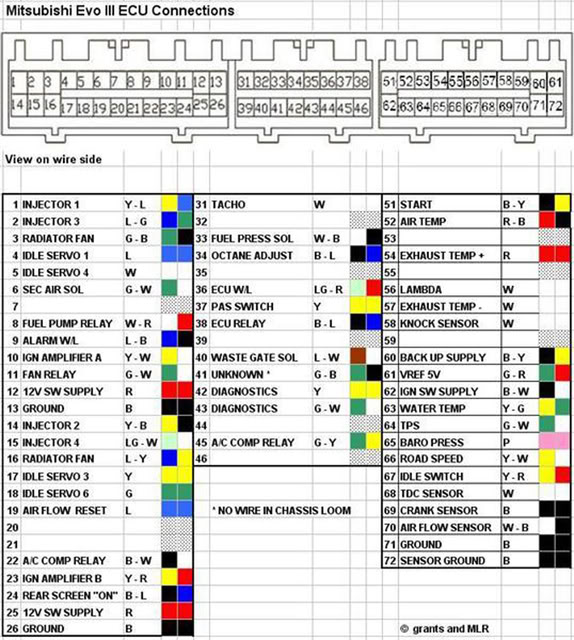 Mitsubishi Evo III ECU Connections
1 2 3 4 5 6 7 8 9 10 11 12 13
14 15 16 17 18 19 20 21 22 23 24 25 26
31 32 33 34 35 36 37 38
39 40 41 42 43 44 45 46
51 52 53 54 55 56 57 58 59 60 61
62 63 64 65 66 67 68 69 70 71 72
View on wire side
1 INJECTOR 1 Y - L
2 INJECTOR 3 L - G
3 RADIATOR FAN G - B
4 IDLE SERVO 1 L
5 IDLE SERVO 4 W
6 SEC AIR SOL G - W
7
8 FUEL PUMP RELAY W - R
9 ALARM W/L L - B
10 IGN AMPLIFIER A Y - W
11 FAN RELAY G - W
12 12V SW SUPPLY R
13 GROUND B
14 INJECTOR 2 Y - B
15 INJECTOR 4 LG - W
16 RADIATOR FAN L - Y
17 IDLE SERVO 3 Y
18 IDLE SERVO 6 G
19 AIR FLOW RESET L
20
21
22 A/C COMP RELAY B - W
23 IGN AMPLIFIER B Y - R
24 REAR SCREEN "ON" B - L
25 12V SW SUPPLY R
26 GROUND B
31 TACHO W
32
33 FUEL PRESS SOL W - B
34 OCTANE ADJUST B - L
35
36 ECU W/L LG - R
37 PAS SWITCH Y
38 ECU RELAY B - L
39
40 WASTE GATE SOL L - W
41 UNKNOWN * G - B
42 DIAGNOSTICS Y
43 DIAGNOSTICS G - W
44
45 A/C COMP RELAY G - Y
46
* NO WIRE IN CHASSIS LOOM
51 START B - Y
52 AIR TEMP R - B
53
54 EXHAUST TEMP + R
55
56 LAMBDA W
57 EXHAUST TEMP - W
58 KNOCK SENSOR W
59
60 BACK UP SUPPLY B - Y
61 VREF 5V G - R
62 IGN SW SUPPLY B - W
63 WATER TEMP Y - G
64 TPS G - W
65 BARO PRESS P
66 ROAD SPEED Y - W
67 IDLE SWITCH Y - R
68 TDC SENSOR W
69 CRANK SENSOR B
70 AIR FLOW SENSOR W - B
71 GROUND B
72 SENSOR GROUND B
© grants and MLR